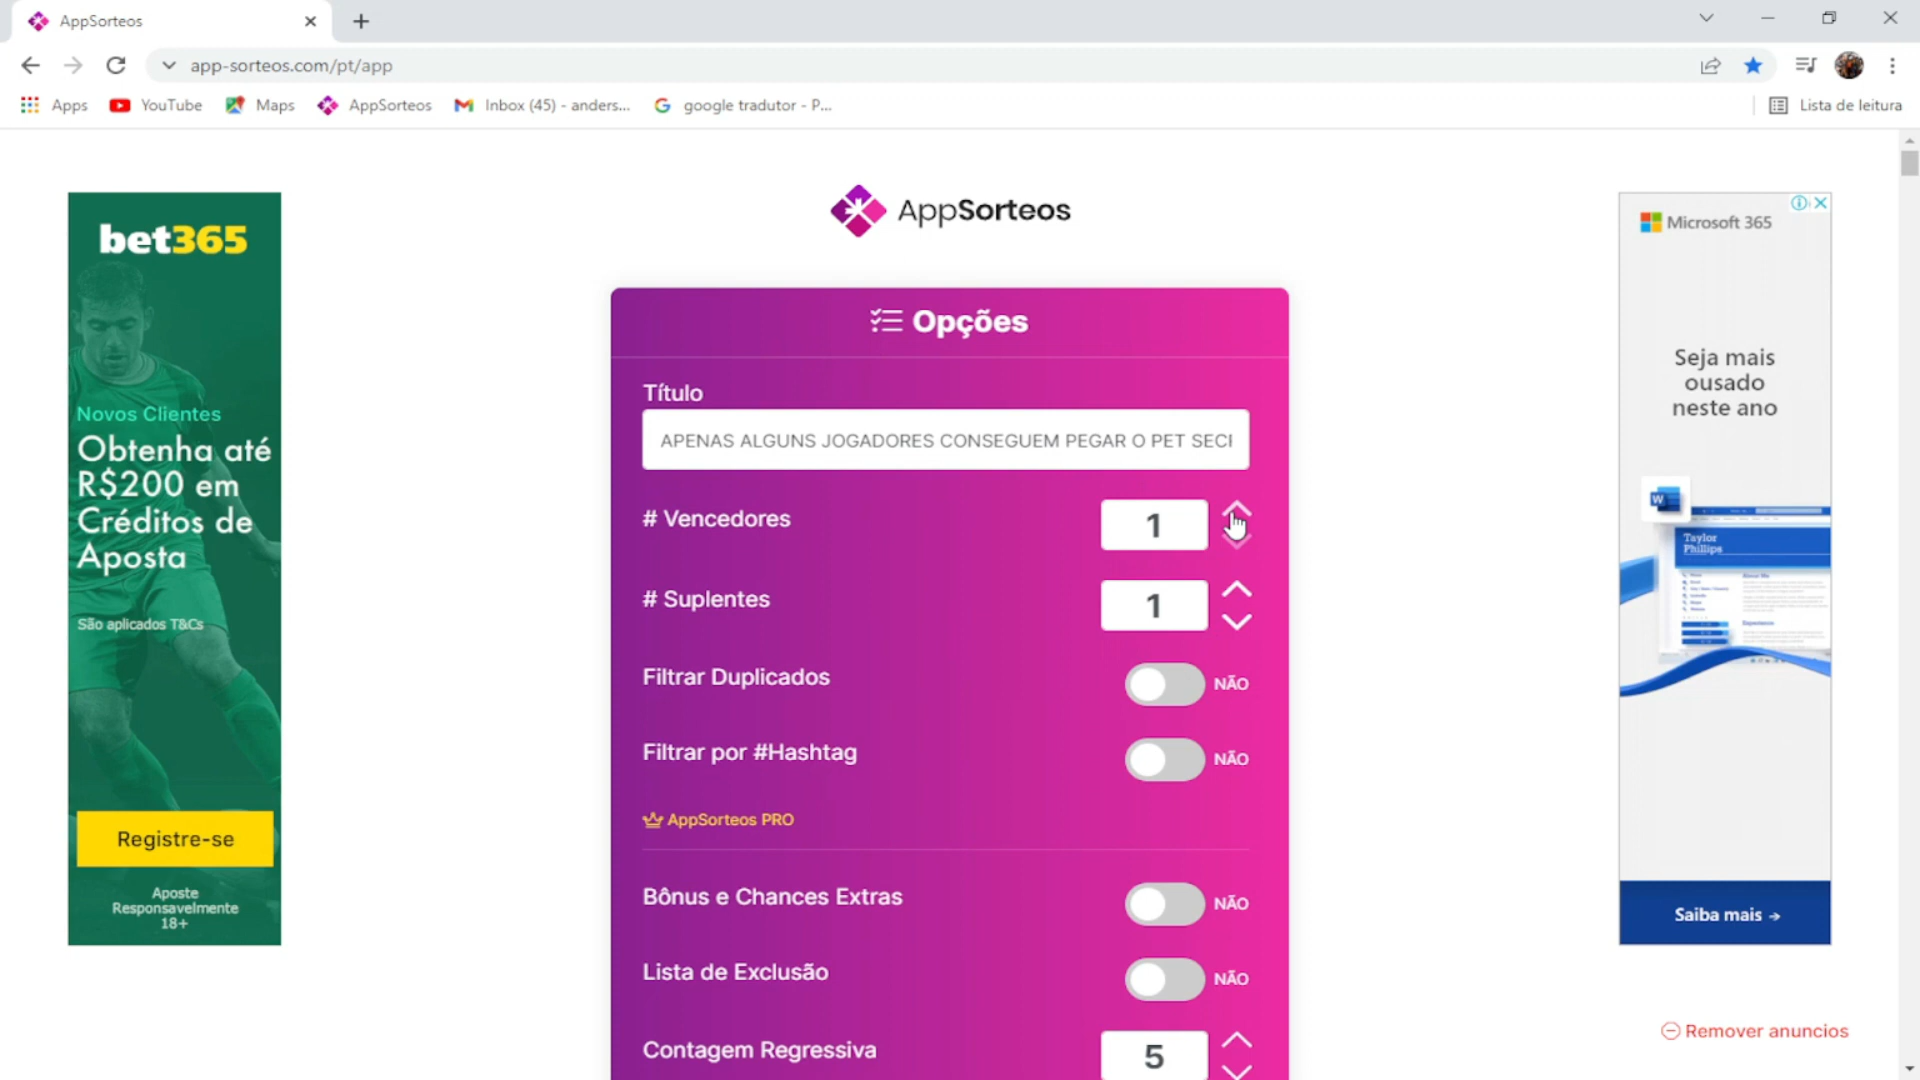 AppSorteos
app-sorteos.com/pt/app
Apps
YouTube
Maps
AppSorteos
Inbox (45) - anders...
google tradutor - P...
Lista de leitura
bet365
Novos Clientes
Obtenha até
R$200 em
Créditos de
Aposta
São aplicados T&Cs
Registre-se
Aposte
Responsavelmente
18+
AppSorteos
Opções
Título
APENAS ALGUNS JOGADORES CONSEGUEM PEGAR O PET
# Vencedores
1
# Suplentes
1
Filtrar Duplicados
NÃO
Filtrar por #Hashtag
NÃO
AppSorteos PRO
Bônus e Chances Extras
NÃO
Lista de Exclusão
NÃO
Contagem Regressiva
5
Microsoft 365
Seja mais
ousado
neste ano
W
Taylor
Phillips
Saiba mais →
Remover anuncios